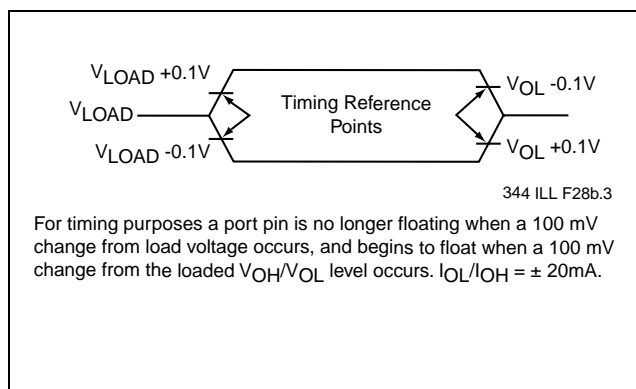 VLOAD +0.1V
VLOAD
VLOAD -0.1V
Timing Reference
Points
VOL -0.1V
VOL +0.1V
344 ILL F28b.3
For timing purposes a port pin is no longer floating when a 100 mV
change from load voltage occurs, and begins to float when a 100 mV
change from the loaded VOH/VOL level occurs. IOL/IOH = ± 20mA.